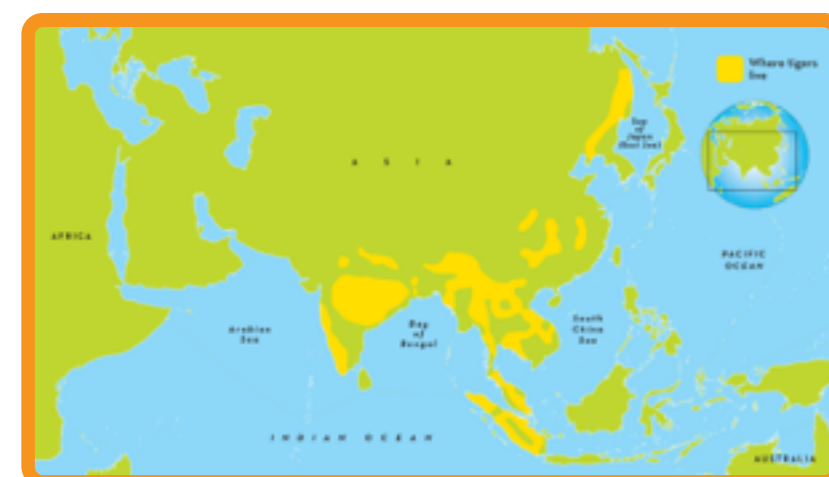 Where tigers
live
Sea
of
Japan
(East Sea)
A S I A
AFRICA
PACIFIC
OCEAN
Arabian
Sea
Bay
of
Bengal
South
China
Sea
INDIAN OCEAN
AUSTRALIA